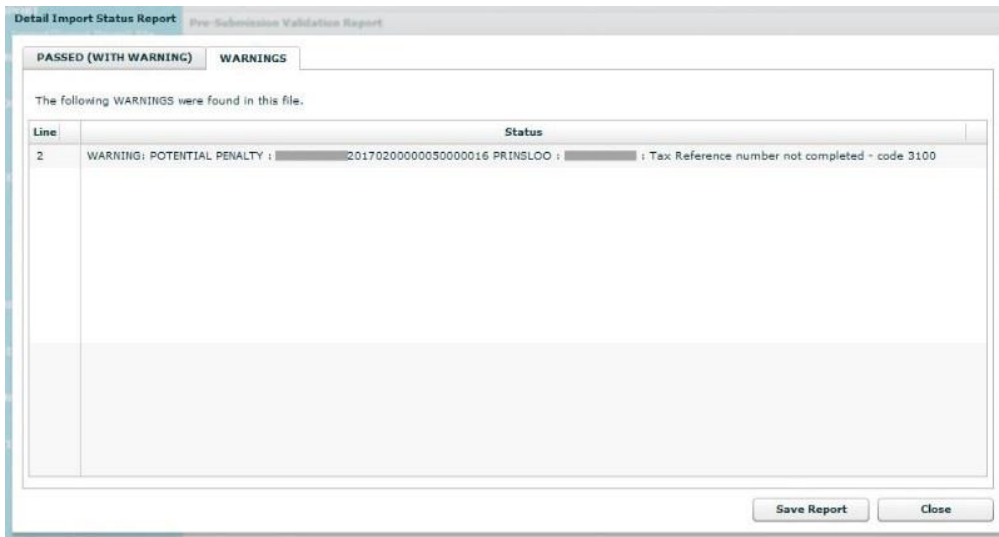 Detail Import Status Report
Pre-Submission Validation Report
PASSED (WITH WARNING) WARNINGS
The following WARNINGS were found in this file.
Line Status
2 WARNING: POTENTIAL PENALTY : 20170200000050000016 PRINSLOO : : Tax Reference number not completed - code 3100
Save Report Close